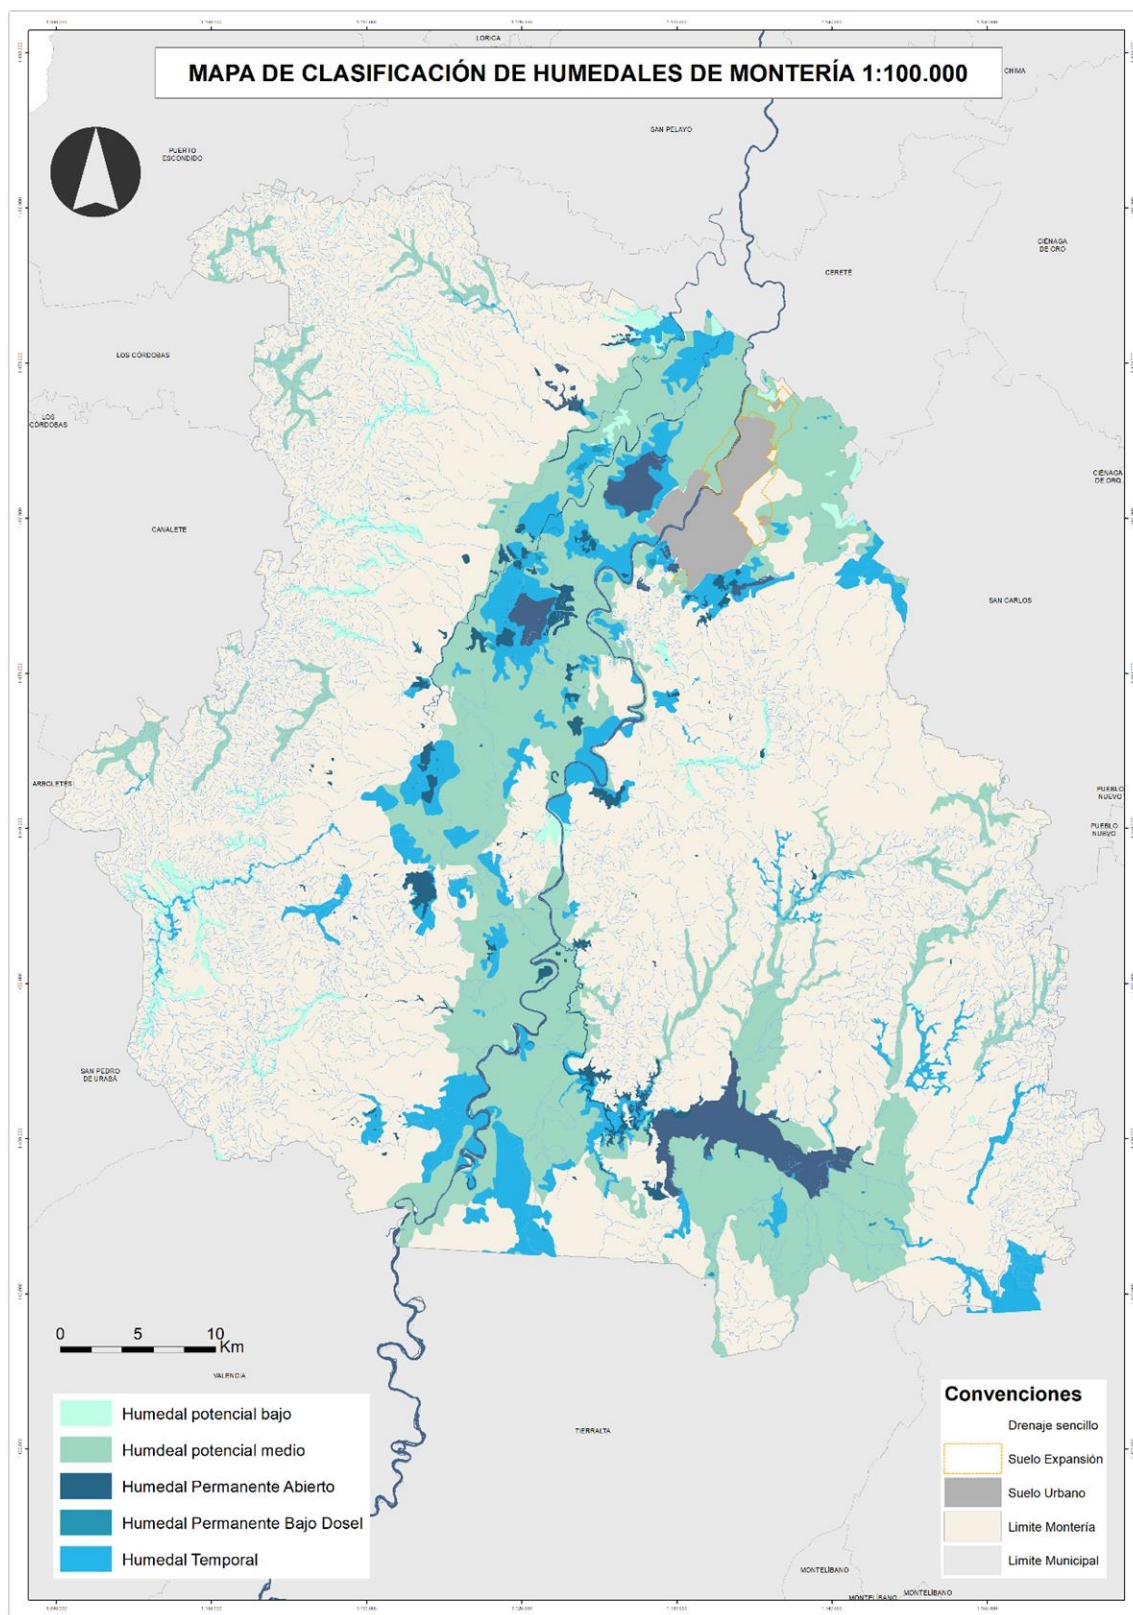 LORICA
MAPA DE CLASIFICACIÓN DE HUMEDALES DE MONTERÍA 1:100.000
CHIMA
SAN PELAYO
PUERTO
ESCONDIDO
CIÉNAGA
DE ORO
CERETÉ
LOS CÓRDOBAS
LOS
CÓRDOBAS
CIÉNAGA
DE ORO
CANALETE
SAN CARLOS
ARBOLETES
PUEBLO
NUEVO
PUEBLO
NUEVO
SAN PEDRO
DE URABÁ
0 5 10
Km
VALENCIA
TIERRALTA
Humedal potencial bajo
Humdeal potencial medio
Humedal Permanente Abierto
Humedal Permanente Bajo Dosel
Humedal Temporal
Convenciones
Drenaje sencillo
Suelo Expansión
Suelo Urbano
Limite Montería
Limite Municipal
MONTELÍBANO
MONTELÍBANO
MONTELÍBANO